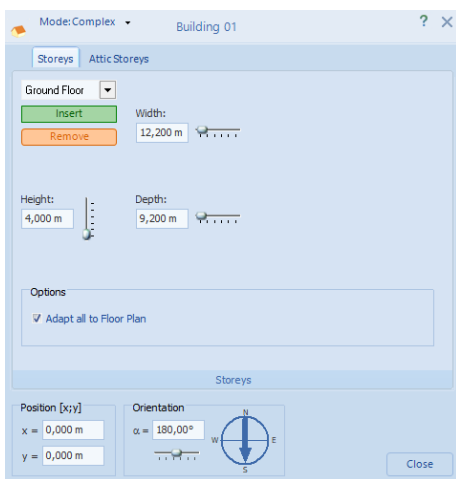 Mode: Complex
Building 01
?
Storeys
Attic Storeys
Ground Floor
Insert
Remove
Width:
12,200 m
Height:
4,000 m
Depth:
9,200 m
Options
Adapt all to Floor Plan
Storeys
Position [x;y]
x = 0,000 m
y = 0,000 m
Orientation
α = 180,00°
N
W
E
S
Close